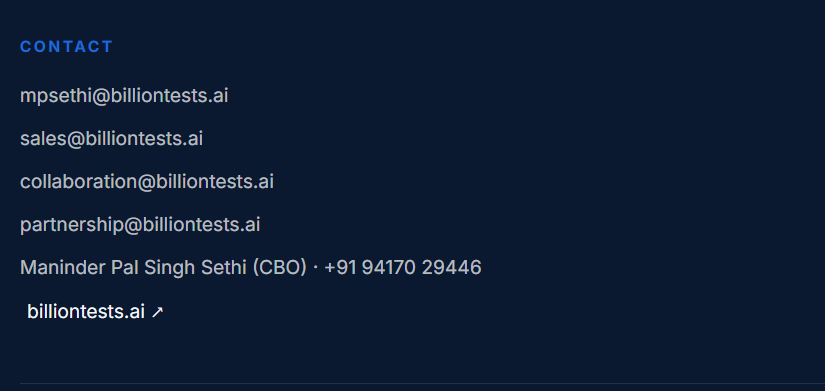 CONTACT
mpsethi@billiontests.ai
sales@billiontests.ai
collaboration@billiontests.ai
partnership@billiontests.ai
Maninder Pal Singh Sethi (CBO) · +91 94170 29446
billiontests.ai ↗